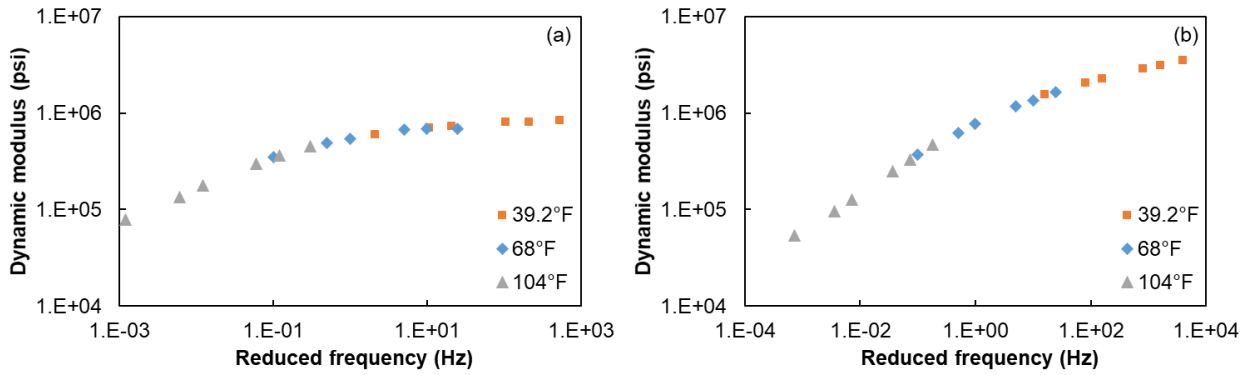 (a)
Dynamic modulus (psi)
1.E+07
1.E+06
1.E+05
1.E+04
39.2°F
68°F
104°F
1.E-03 1.E-01 1.E+01 1.E+03
Reduced frequency (Hz)
(b)
Dynamic modulus (psi)
1.E+07
1.E+06
1.E+05
1.E+04
39.2°F
68°F
104°F
1.E-04 1.E-02 1.E+00 1.E+02 1.E+04
Reduced frequency (Hz)